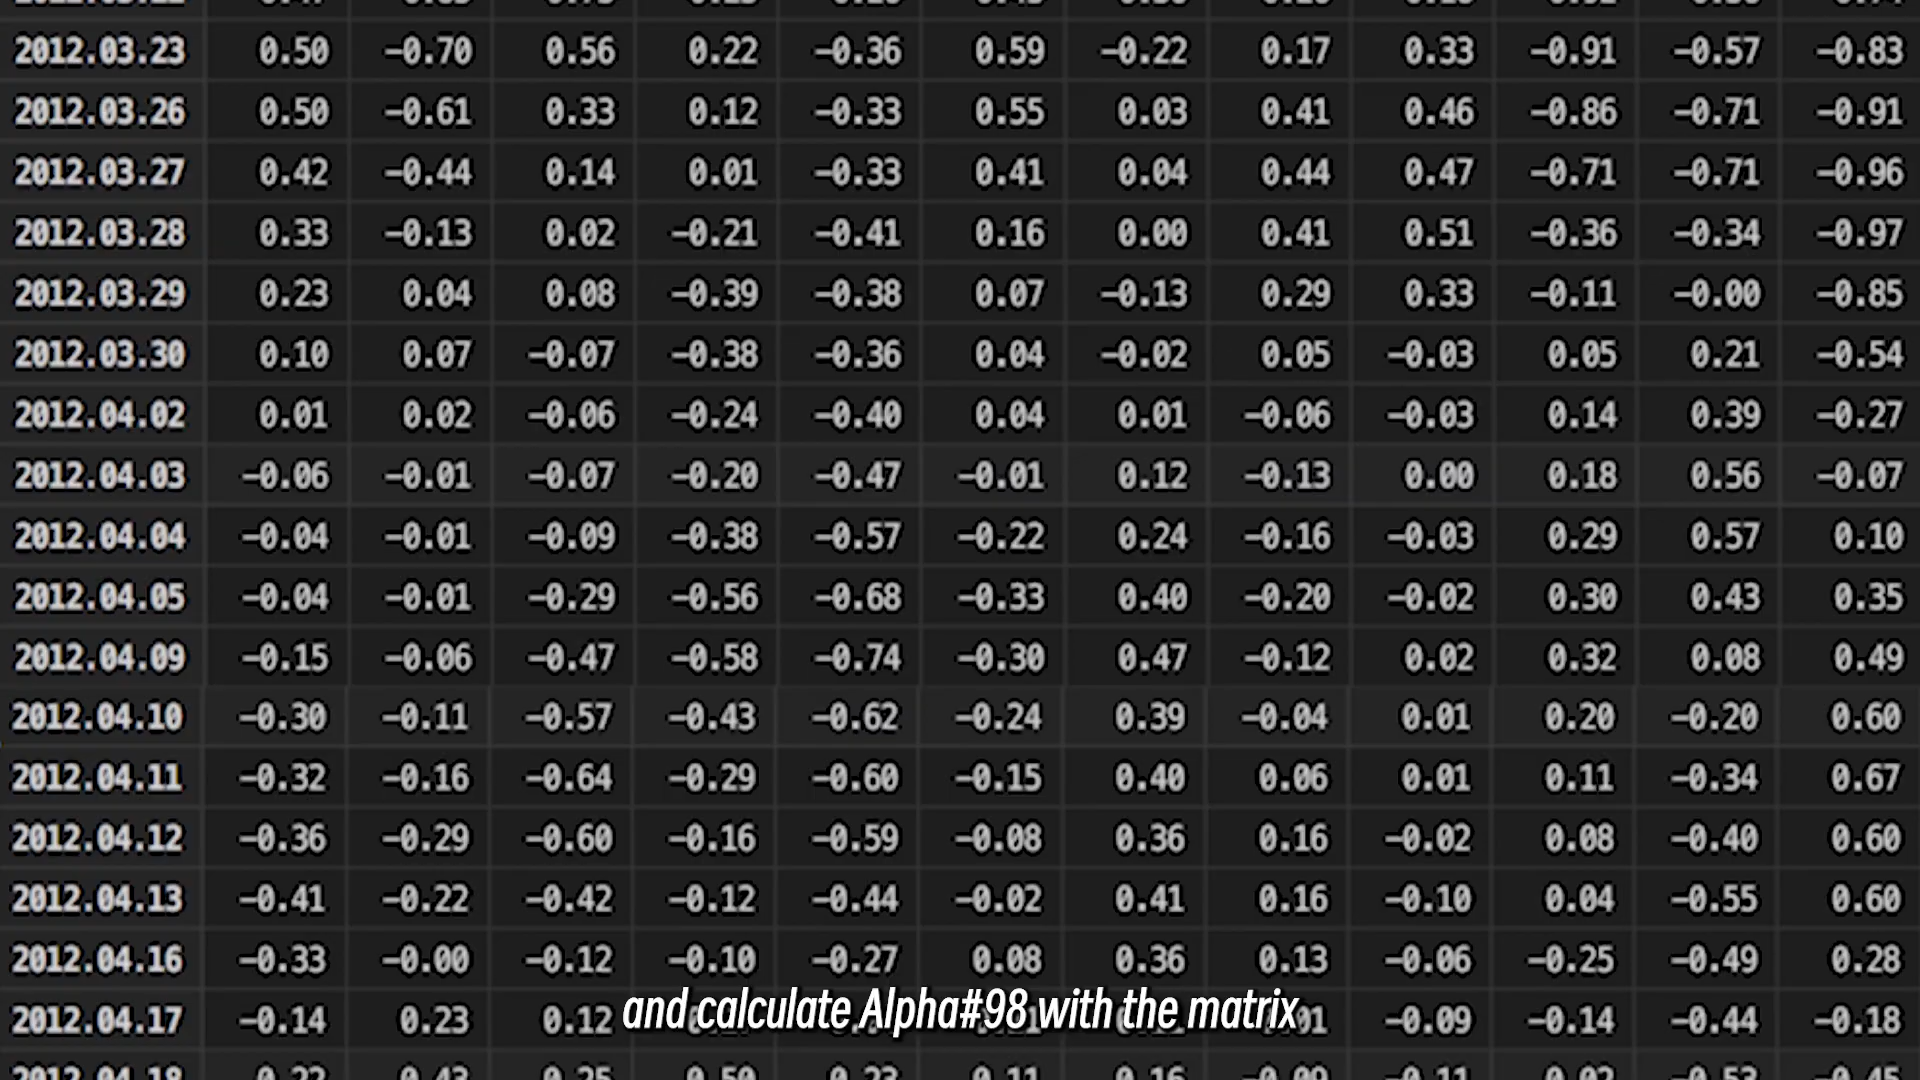 2012.03.23 0.50 −0.70 0.56 0.22 −0.36 0.59 −0.22 0.17 0.33 −0.91 −0.57 −0.83
2012.03.26 0.50 −0.61 0.33 0.12 −0.33 0.55 0.03 0.41 0.46 −0.86 −0.71 −0.91
2012.03.27 0.42 −0.44 0.14 0.01 −0.33 0.41 0.04 0.44 0.47 −0.71 −0.71 −0.96
2012.03.28 0.33 −0.13 0.02 −0.21 −0.41 0.16 0.00 0.41 0.51 −0.36 −0.34 −0.97
2012.03.29 0.23 0.04 0.08 −0.39 −0.38 0.07 −0.13 0.29 0.33 −0.11 −0.00 −0.85
2012.03.30 0.10 0.07 −0.07 −0.38 −0.36 0.04 −0.02 0.05 −0.03 0.05 0.21 −0.54
2012.04.02 0.01 0.02 −0.06 −0.24 −0.40 0.04 0.01 −0.06 −0.03 0.14 0.39 −0.27
2012.04.03 −0.06 −0.01 −0.07 −0.20 −0.47 −0.01 0.12 −0.13 0.00 0.18 0.56 −0.07
2012.04.04 −0.04 −0.01 −0.09 −0.38 −0.57 −0.22 0.24 −0.16 −0.03 0.29 0.57 0.10
2012.04.05 −0.04 −0.01 −0.29 −0.56 −0.68 −0.33 0.40 −0.20 −0.02 0.30 0.43 0.35
2012.04.09 −0.15 −0.06 −0.47 −0.58 −0.74 −0.30 0.47 −0.12 0.02 0.32 0.08 0.49
2012.04.10 −0.30 −0.11 −0.57 −0.43 −0.62 −0.24 0.39 −0.04 0.01 0.20 −0.20 0.60
2012.04.11 −0.32 −0.16 −0.64 −0.29 −0.60 −0.15 0.40 0.06 0.01 0.11 −0.34 0.67
2012.04.12 −0.36 −0.29 −0.60 −0.16 −0.59 −0.08 0.36 0.16 −0.02 0.08 −0.40 0.60
2012.04.13 −0.41 −0.22 −0.42 −0.12 −0.44 −0.02 0.41 0.16 −0.10 0.04 −0.55 0.60
2012.04.16 −0.33 −0.00 −0.12 −0.10 −0.27 0.08 0.36 0.13 −0.06 −0.25 −0.49 0.28
2012.04.17 −0.14 0.23 0.12 −0.09 −0.14 −0.44 −0.18
and calculate Alpha#98 with the matrix